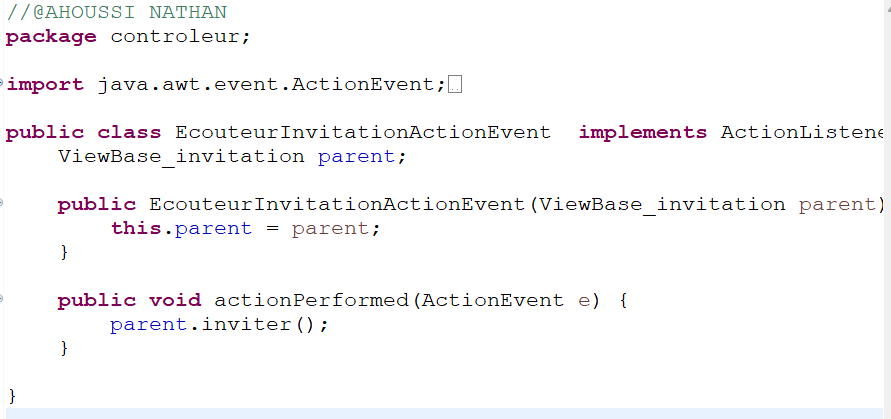 //@AHOUSSI NATHAN
package controleur;
import java.awt.event.ActionEvent;
public class EcouteurInvitationActionEvent  implements
    ViewBase_invitation parent;
    public EcouteurInvitationActionEvent(ViewBase_invitation parent)
        this.parent = parent;
    }
    public void actionPerformed(ActionEvent e) {
        parent.inviter();
    }
}